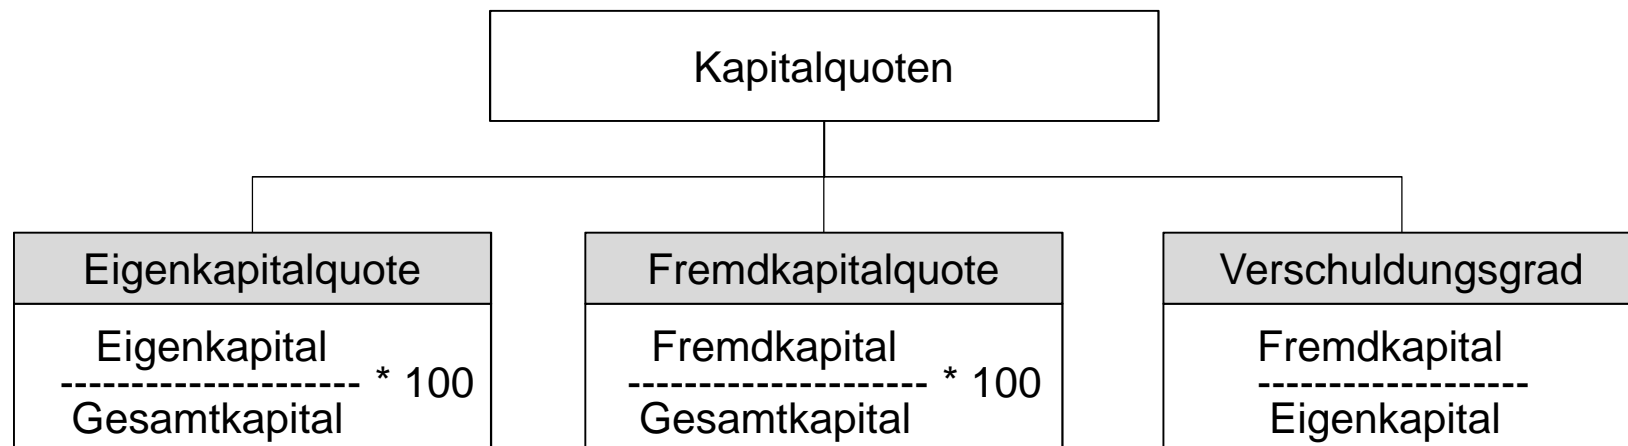 Kapitalquoten
Eigenkapitalquote
Eigenkapital
--------------------- * 100
Gesamtkapital
Fremdkapitalquote
Fremdkapital
--------------------- * 100
Gesamtkapital
Verschuldungsgrad
Fremdkapital
-------------------
Eigenkapital